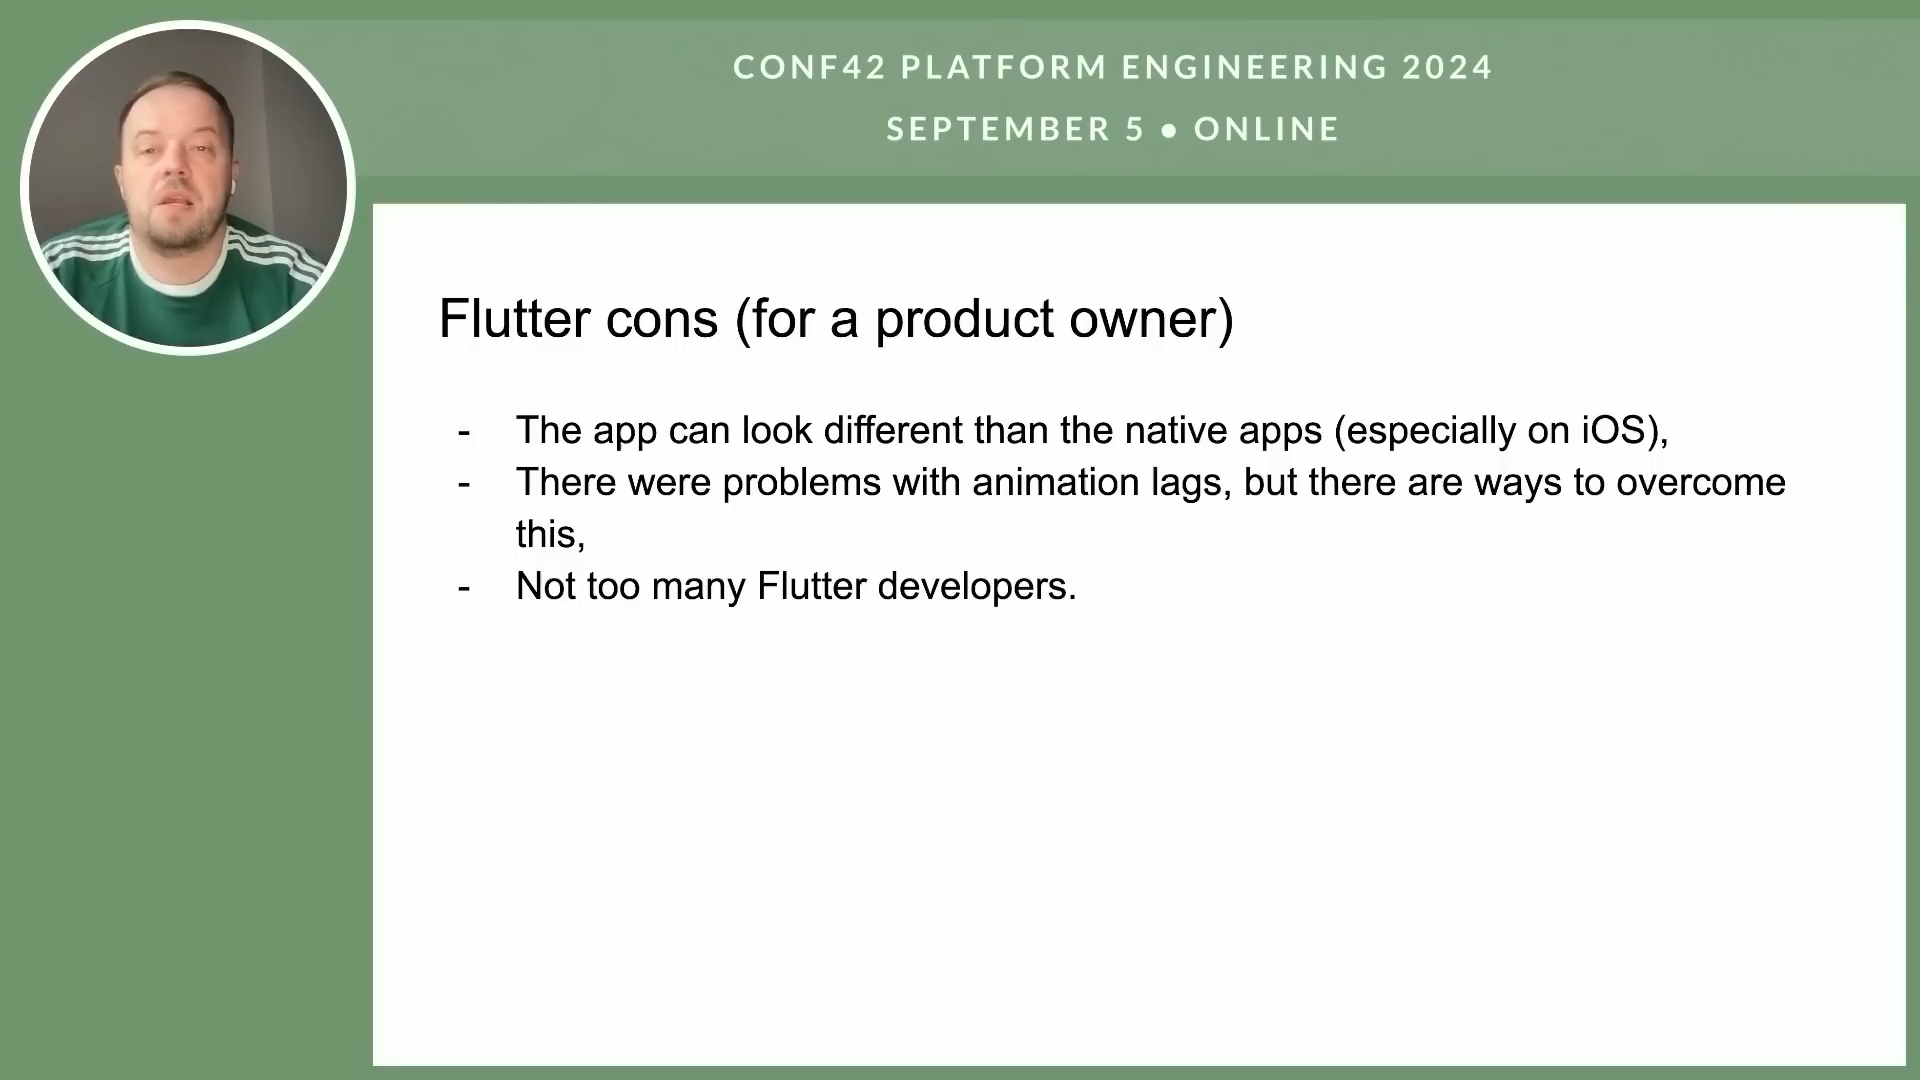 CONF42 PLATFORM ENGINEERING 2024
SEPTEMBER 5 ● ONLINE
Flutter cons (for a product owner)
- The app can look different than the native apps (especially on iOS),
- There were problems with animation lags, but there are ways to overcome
this,
- Not too many Flutter developers.